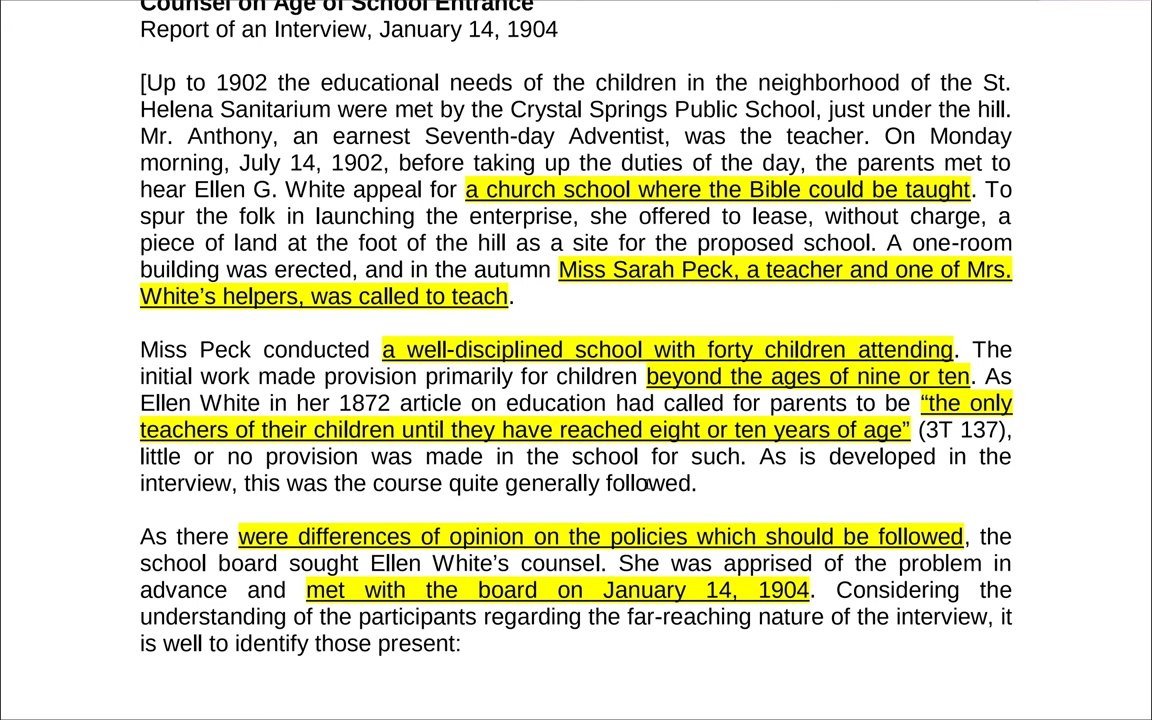 Counsel on Age of School Entrance
Report of an Interview, January 14, 1904
[Up to 1902 the educational needs of the children in the neighborhood of the St.
Helena Sanitarium were met by the Crystal Springs Public School, just under the hill.
Mr. Anthony, an earnest Seventh-day Adventist, was the teacher. On Monday
morning, July 14, 1902, before taking up the duties of the day, the parents met to
hear Ellen G. White appeal for a church school where the Bible could be taught. To
spur the folk in launching the enterprise, she offered to lease, without charge, a
piece of land at the foot of the hill as a site for the proposed school. A one-room
building was erected, and in the autumn Miss Sarah Peck, a teacher and one of Mrs.
White’s helpers, was called to teach.
Miss Peck conducted a well-disciplined school with forty children attending. The
initial work made provision primarily for children beyond the ages of nine or ten. As
Ellen White in her 1872 article on education had called for parents to be “the only
teachers of their children until they have reached eight or ten years of age” (3T 137),
little or no provision was made in the school for such. As is developed in the
interview, this was the course quite generally followed.
As there were differences of opinion on the policies which should be followed, the
school board sought Ellen White’s counsel. She was apprised of the problem in
advance and met with the board on January 14, 1904. Considering the
understanding of the participants regarding the far-reaching nature of the interview, it
is well to identify those present: